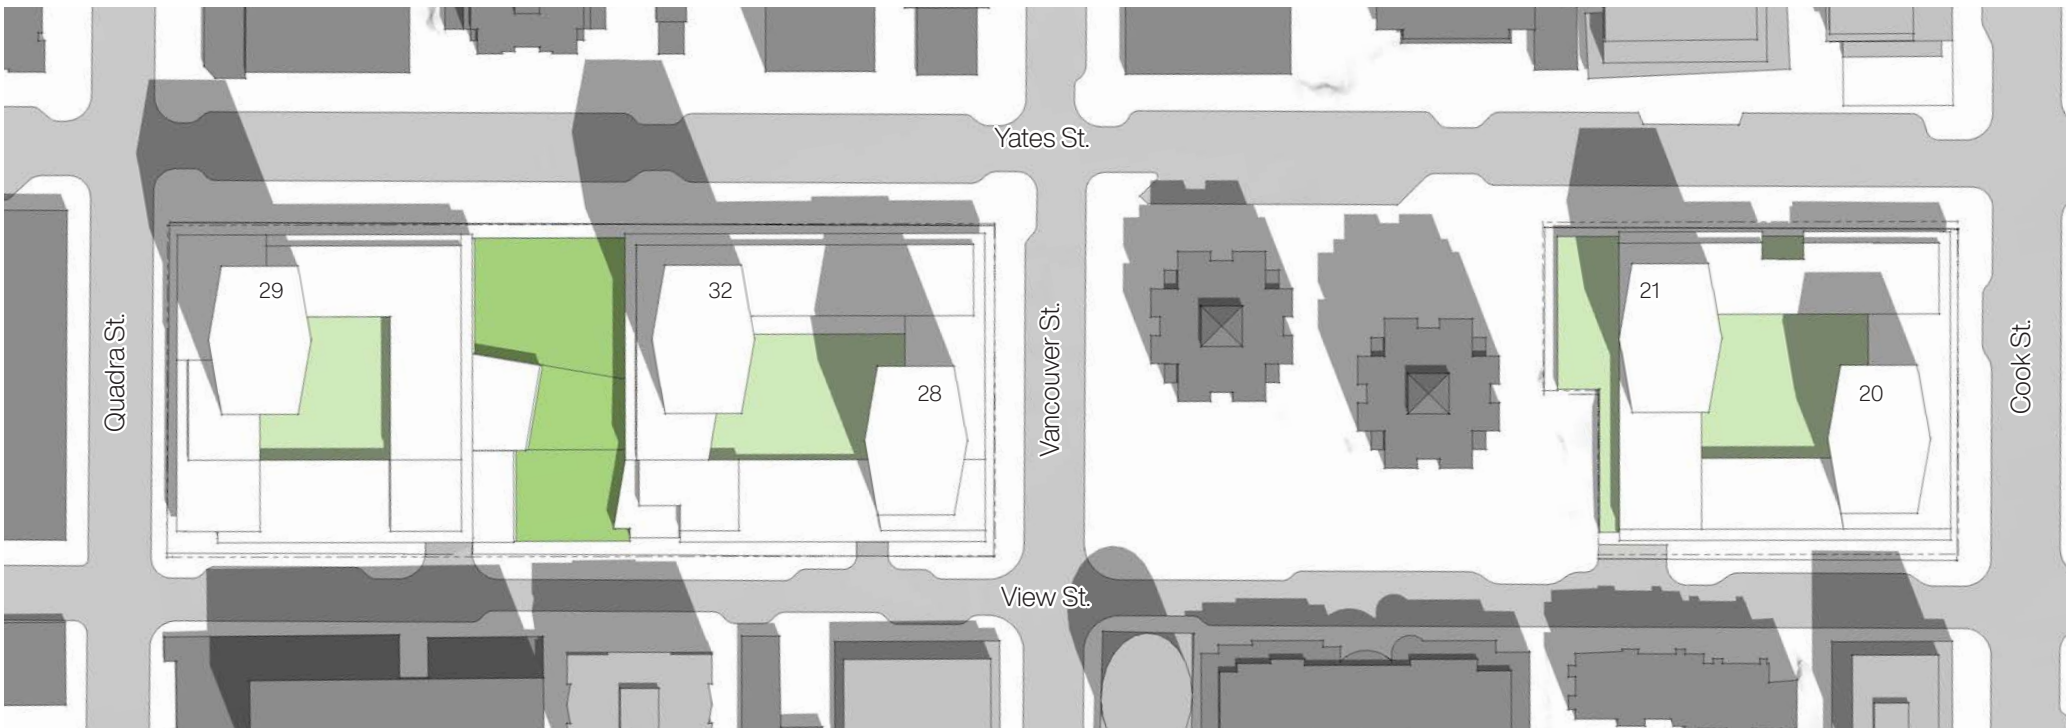 Yates St.
29
32
21
28
20
Quadra St.
Vancouver St.
Cook St.
View St.